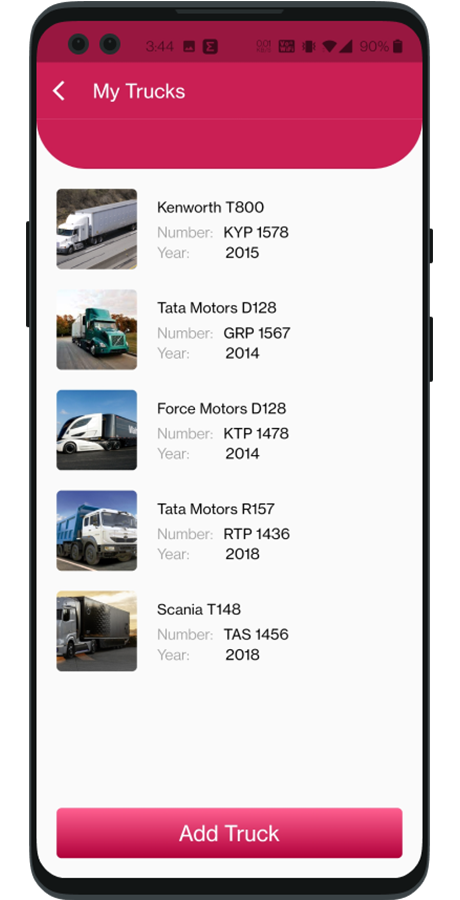 3:44
90%
My Trucks
Kenworth T800
Number: KYP 1578
Year: 2015
Tata Motors D128
Number: GRP 1567
Year: 2014
Force Motors D128
Number: KTP 1478
Year: 2014
Tata Motors R157
Number: RTP 1436
Year: 2018
Scania T148
Number: TAS 1456
Year: 2018
Add Truck